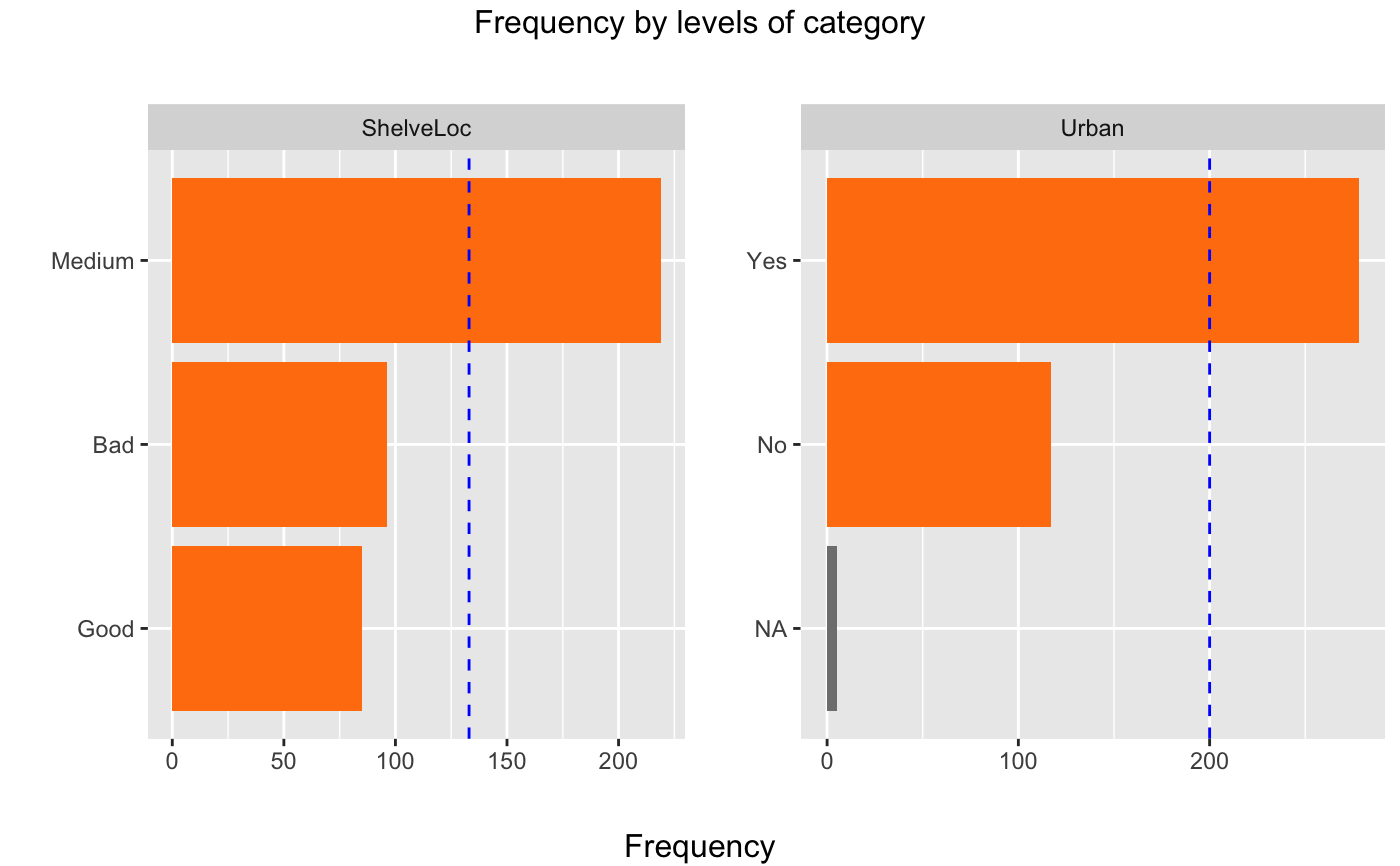 Frequency by levels of category
ShelveLoc
Medium
Bad
Good
0 50 100 150 200
Urban
Yes
No
NA
0 100 200
Frequency